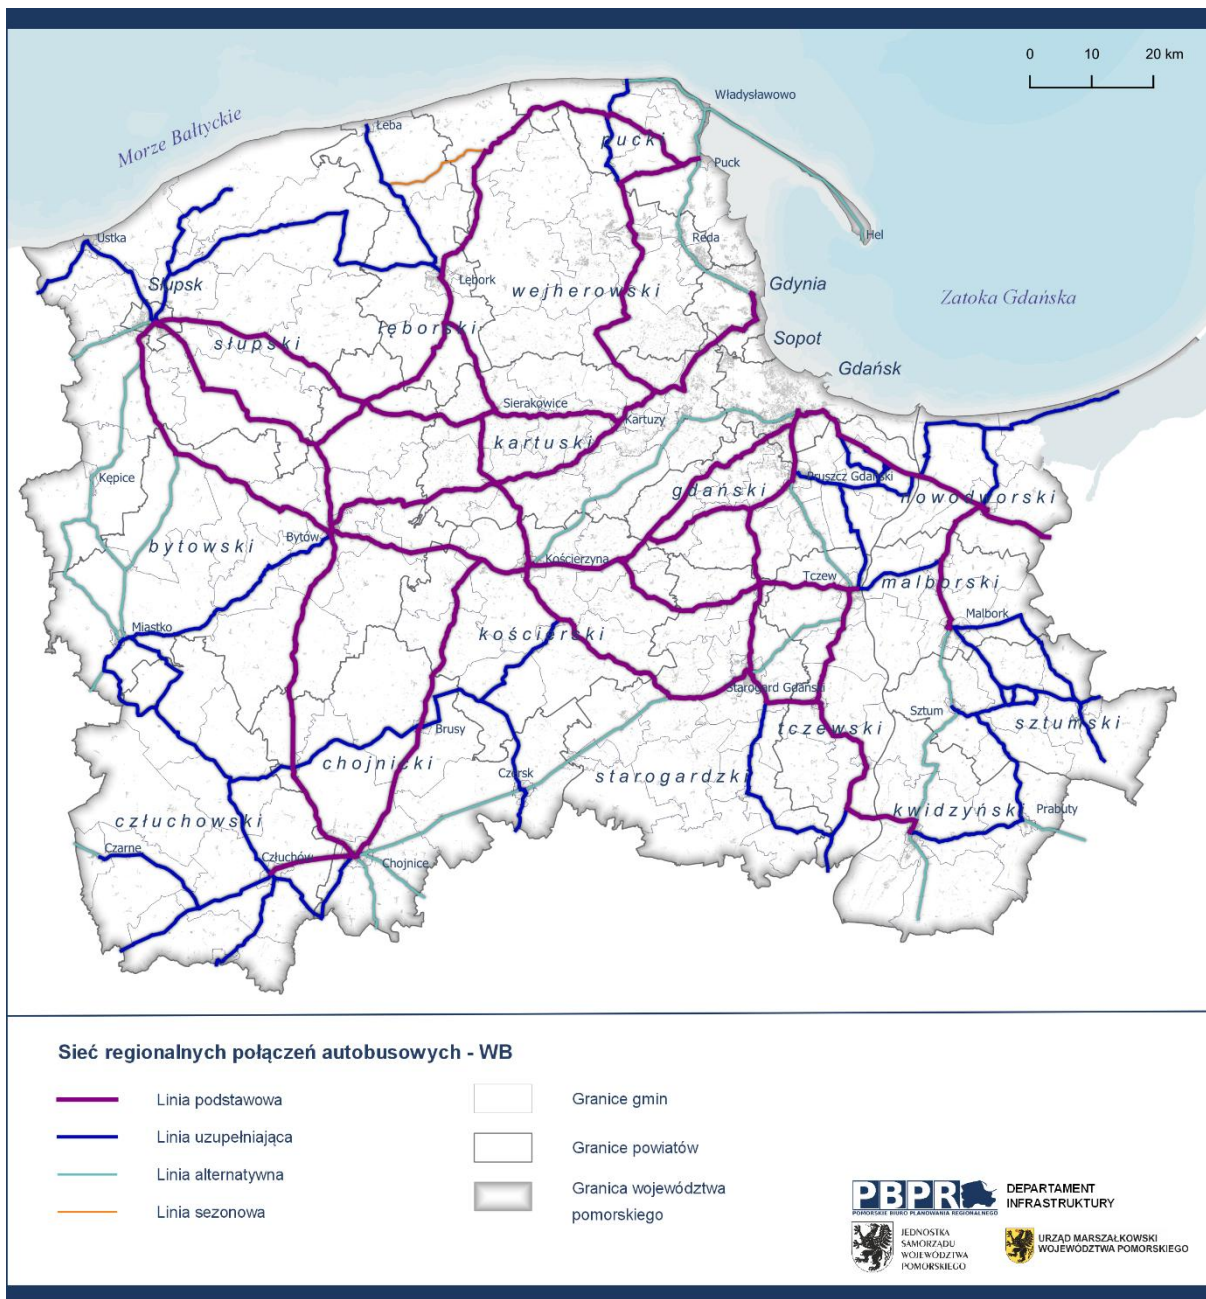 0 10 20 km
Władysławowo
Morze Bałtyckie
Łeba
pucki
Puck
Ustka
Reda
Hel
Słupsk
Lębork
wejherowski
Gdynia
Zatoka Gdańska
lęborski
słupski
Sopot
Gdańsk
Sierakowice
Kartuzy
kartuski
Kępice
gdański
Pruszcz Gdański
nowodworski
bytowski
Bytów
Kościerzyna
Tczew
malborski
Miastko
kościerski
Malbork
Starogard Gdański
Sztum
sztumski
Brusy
tczewski
chojnicki
Czersk
starogardzki
człuchowski
kwidzyński
Prabuty
Czarne
Człuchów
Chojnice
Sieć regionalnych połączeń autobusowych - WB
Linia podstawowa
Linia uzupełniająca
Linia alternatywna
Linia sezonowa
Granice gmin
Granice powiatów
Granica województwa
pomorskiego
PBPR
POMORSKIE BIURO PLANOWANIA REGIONALNEGO
DEPARTAMENT
INFRASTRUKTURY
JEDNOSTKA
SAMORZĄDU
WOJEWÓDZTWA
POMORSKIEGO
URZĄD MARSZAŁKOWSKI
WOJEWÓDZTWA POMORSKIEGO